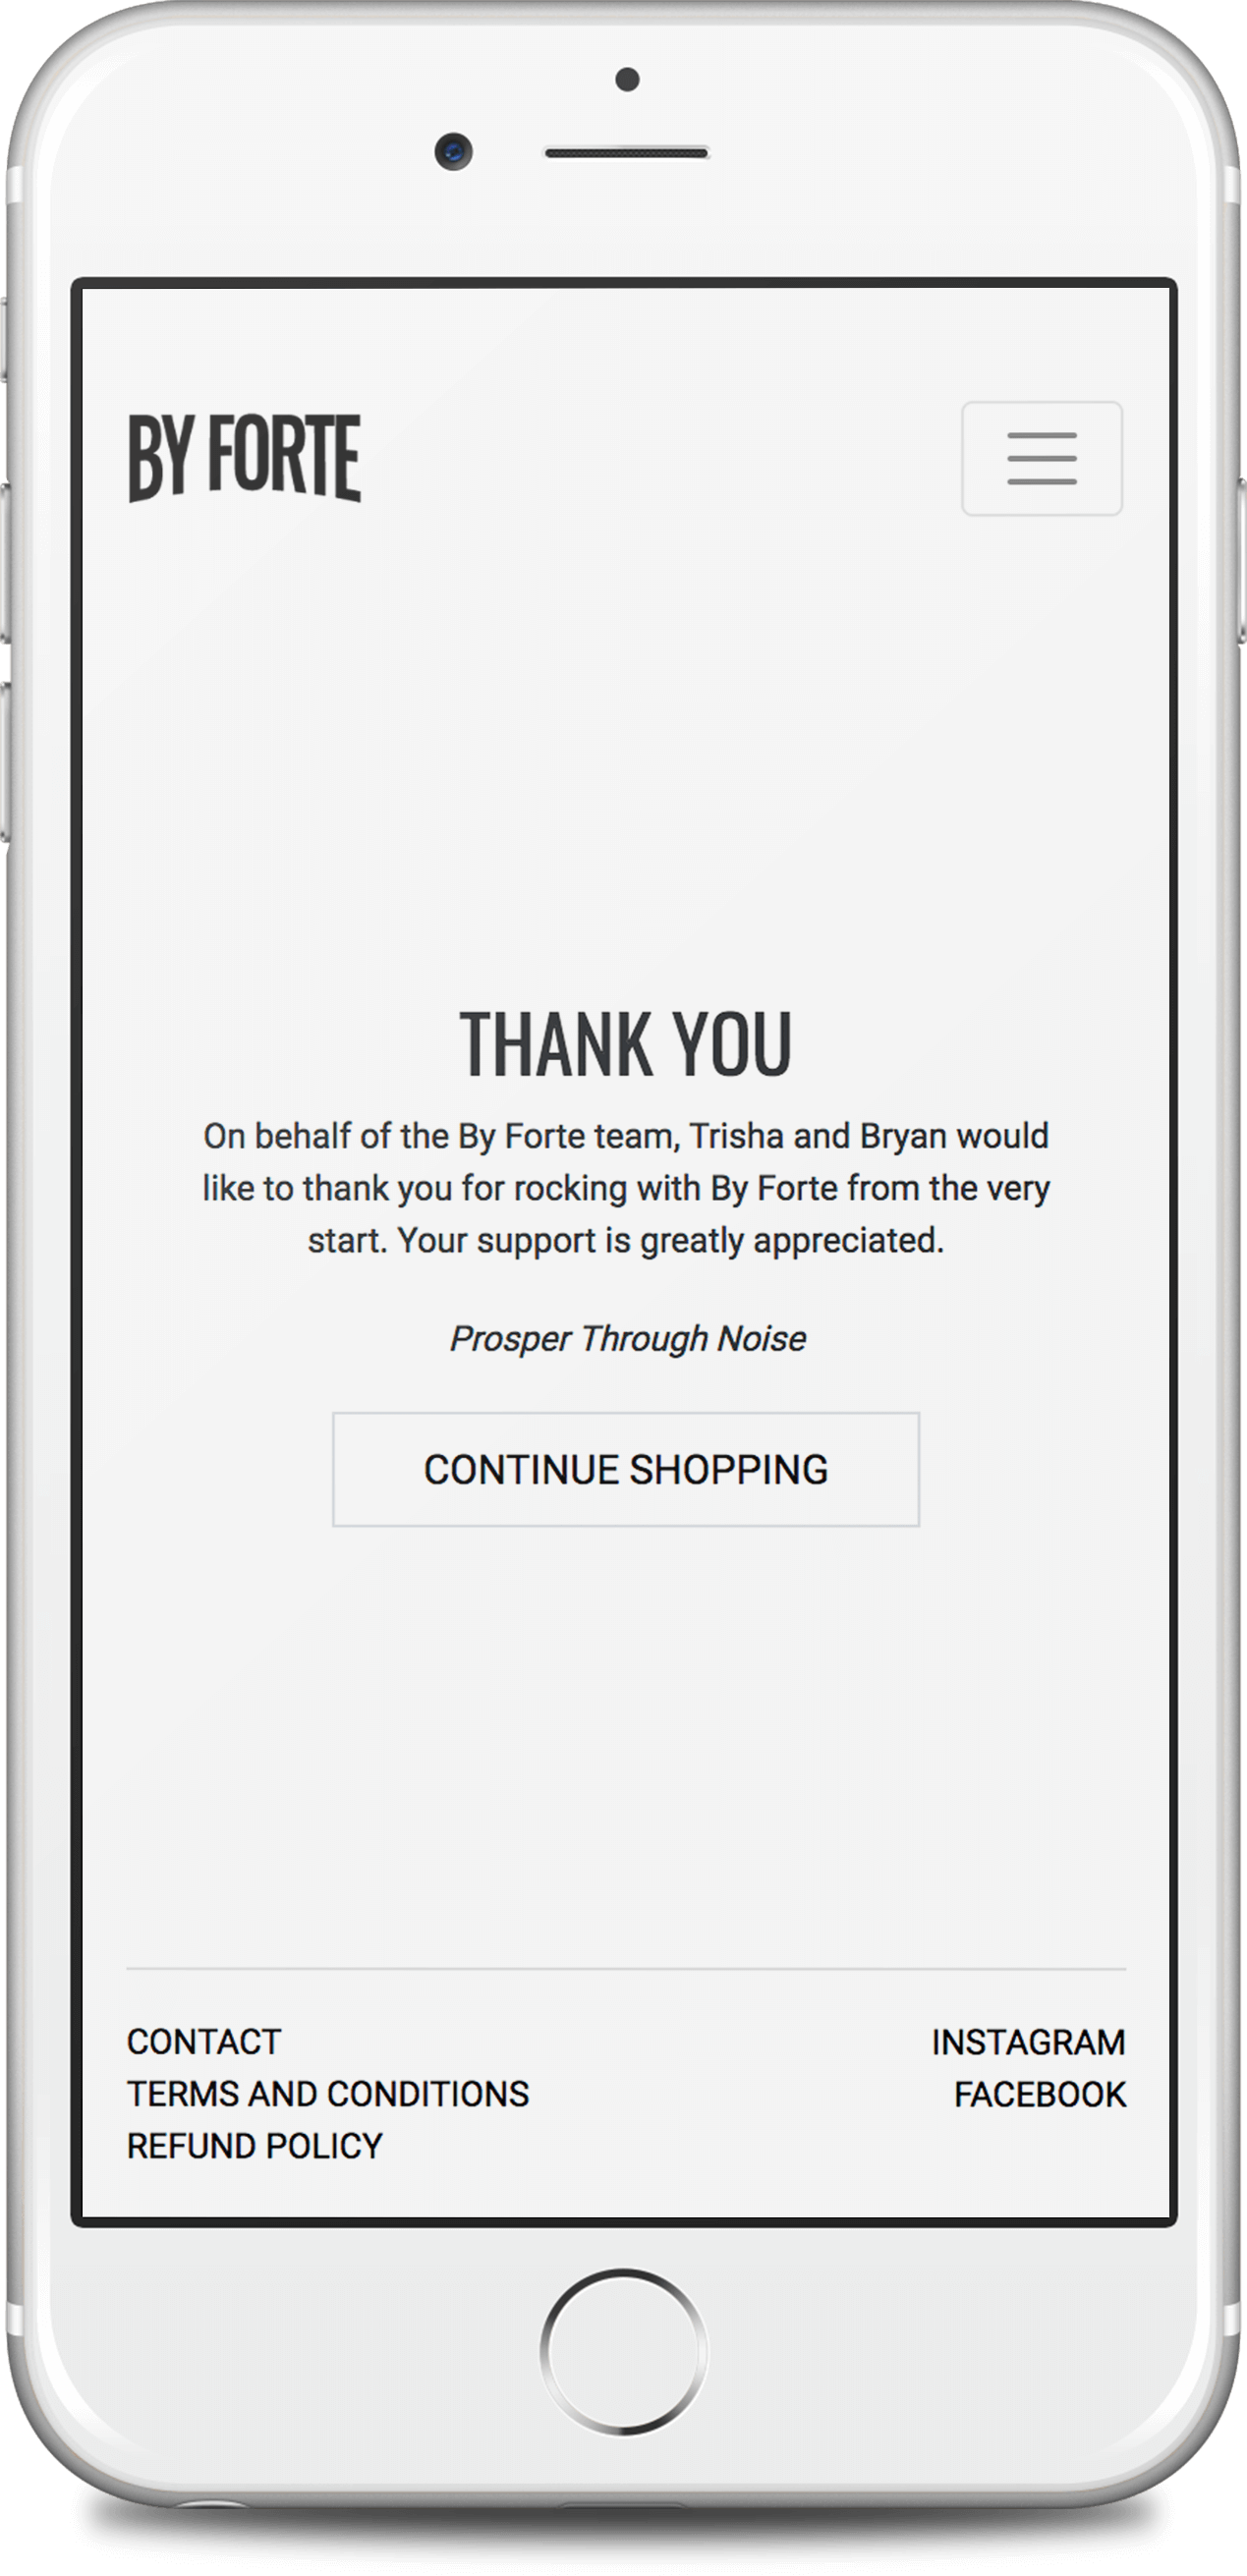 BY FORTE
THANK YOU
On behalf of the By Forte team, Trisha and Bryan would
like to thank you for rocking with By Forte from the very
start. Your support is greatly appreciated.
Prosper Through Noise
CONTINUE SHOPPING
CONTACT
TERMS AND CONDITIONS
REFUND POLICY
INSTAGRAM
FACEBOOK